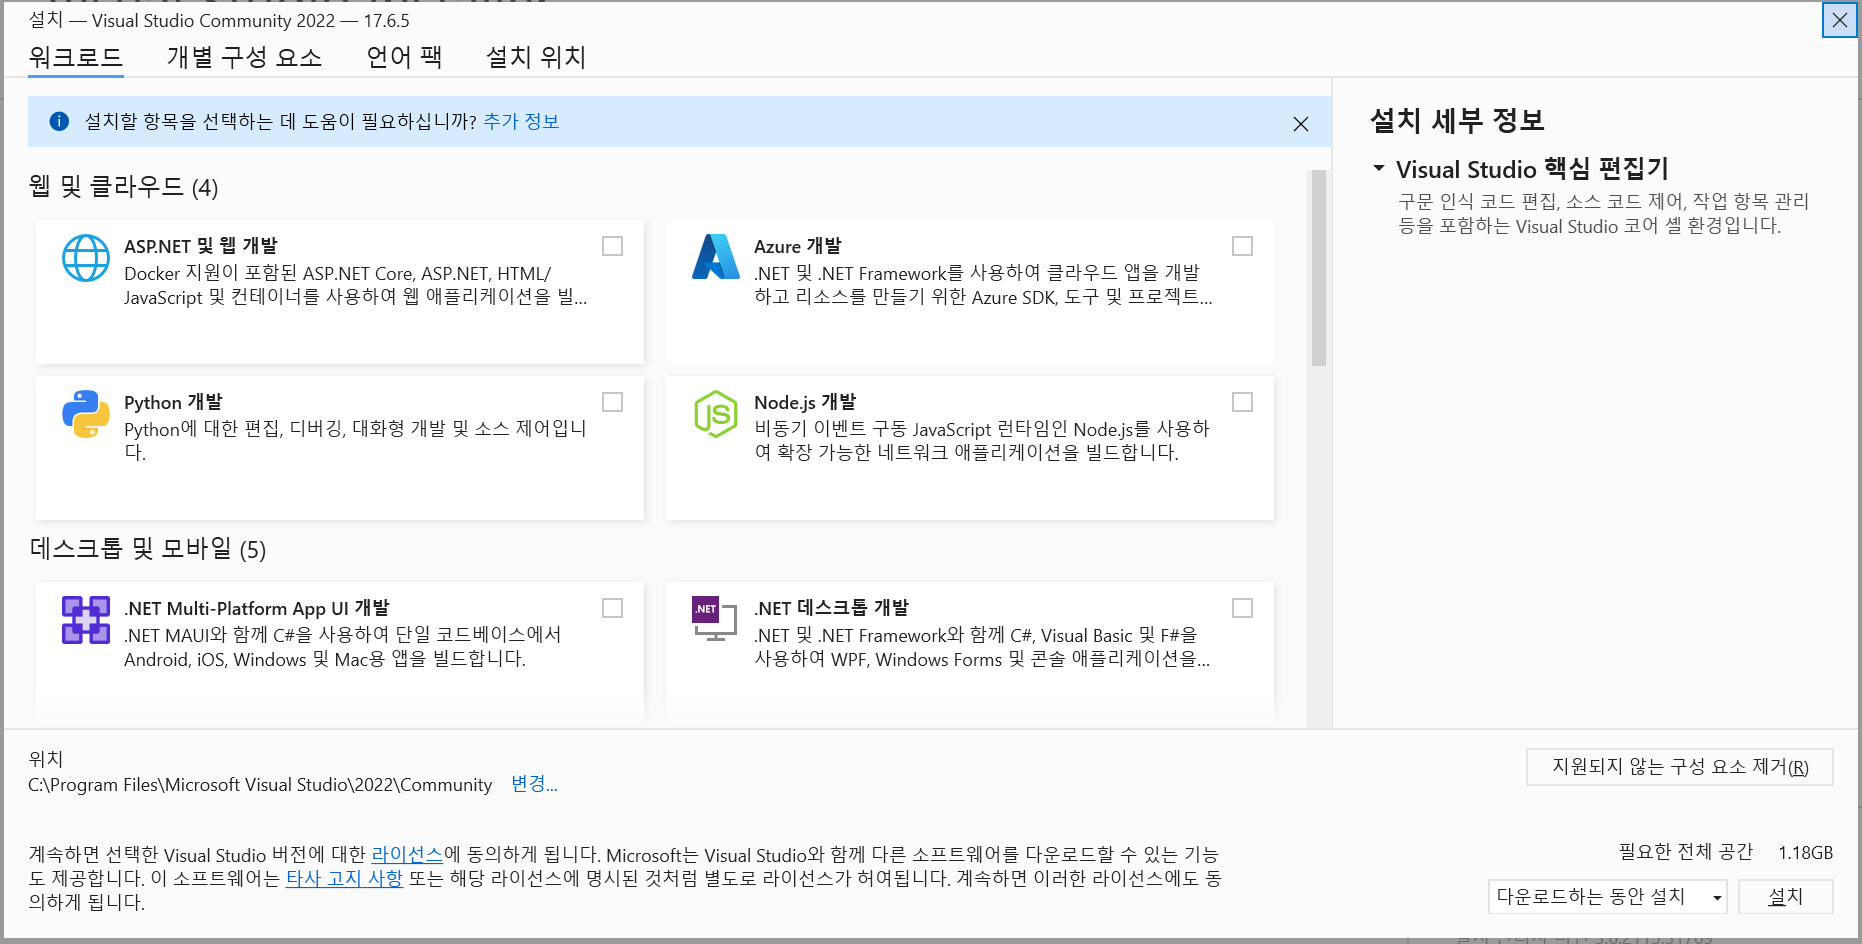 설치 — Visual Studio Community 2022 — 17.6.5
워크로드 개별 구성 요소 언어 팩 설치 위치
설치할 항목을 선택하는 데 도움이 필요하십니까? 추가 정보
웹 및 클라우드 (4)
ASP.NET 및 웹 개발
Docker 지원이 포함된 ASP.NET Core, ASP.NET, HTML/
JavaScript 및 컨테이너를 사용하여 웹 애플리케이션을 빌...
Azure 개발
.NET 및 .NET Framework를 사용하여 클라우드 앱을 개발
하고 리소스를 만들기 위한 Azure SDK, 도구 및 프로젝트...
Python 개발
Python에 대한 편집, 디버깅, 대화형 개발 및 소스 제어입니
다.
JS
Node.js 개발
비동기 이벤트 구동 JavaScript 런타임인 Node.js를 사용하
여 확장 가능한 네트워크 애플리케이션을 빌드합니다.
데스크톱 및 모바일 (5)
.NET Multi-Platform App UI 개발
.NET MAUI와 함께 C#을 사용하여 단일 코드베이스에서
Android, iOS, Windows 및 Mac용 앱을 빌드합니다.
.NET
.NET 데스크톱 개발
.NET 및 .NET Framework와 함께 C#, Visual Basic 및 F#을
사용하여 WPF, Windows Forms 및 콘솔 애플리케이션을...
설치 세부 정보
Visual Studio 핵심 편집기
구문 인식 코드 편집, 소스 코드 제어, 작업 항목 관리
등을 포함하는 Visual Studio 코어 셸 환경입니다.
위치
C:\Program Files\Microsoft Visual Studio\2022\Community 변경...
지원되지 않는 구성 요소 제거(R)
계속하면 선택한 Visual Studio 버전에 대한 라이선스에 동의하게 됩니다. Microsoft는 Visual Studio와 함께 다른 소프트웨어를 다운로드할 수 있는 기능
도 제공합니다. 이 소프트웨어는 타사 고지 사항 또는 해당 라이선스에 명시된 것처럼 별도로 라이선스가 허여됩니다. 계속하면 이러한 라이선스에도 동
의하게 됩니다.
필요한 전체 공간 1.18GB
다운로드하는 동안 설치 설치